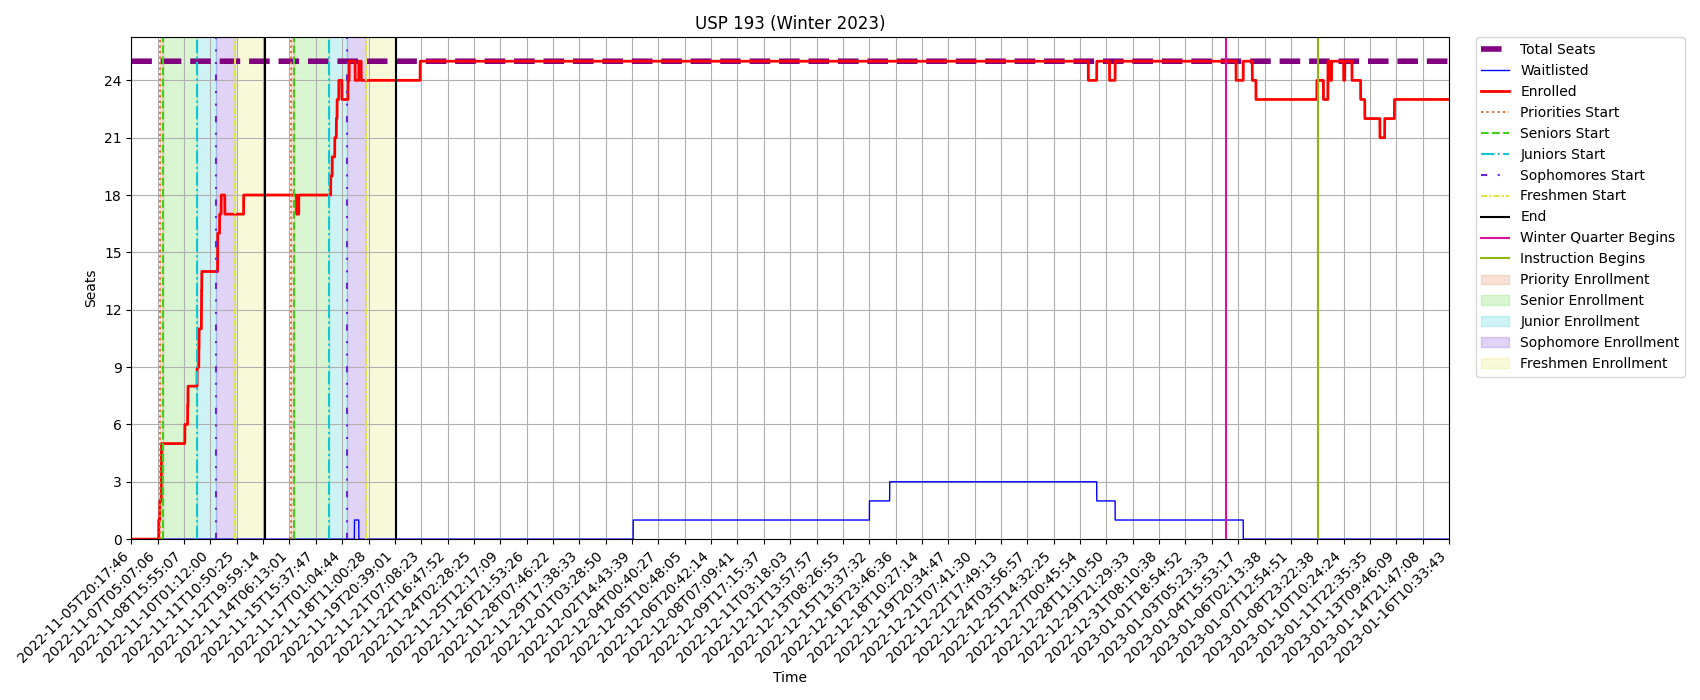 USP 193 (Winter 2023)
Total Seats
Waitlisted
Enrolled
Priorities Start
Seniors Start
Juniors Start
Sophomores Start
Freshmen Start
End
Winter Quarter Begins
Instruction Begins
Priority Enrollment
Senior Enrollment
Junior Enrollment
Sophomore Enrollment
Freshmen Enrollment
Seats
24
21
18
15
12
9
6
3
0
2022-11-05T20:17:46
2022-11-07T05:07:06
2022-11-08T15:55:07
2022-11-10T01:12:00
2022-11-11T10:50:25
2022-11-12T19:59:14
2022-11-14T06:13:01
2022-11-15T15:37:47
2022-11-17T01:04:44
2022-11-18T11:00:28
2022-11-19T20:39:01
2022-11-21T07:08:23
2022-11-22T16:47:52
2022-11-24T02:28:25
2022-11-25T12:17:09
2022-11-26T21:53:26
2022-11-28T07:46:22
2022-11-29T17:38:33
2022-12-01T03:28:50
2022-12-02T14:43:39
2022-12-04T00:40:27
2022-12-05T10:48:05
2022-12-06T20:42:14
2022-12-08T07:09:41
2022-12-09T17:15:37
2022-12-11T03:18:03
2022-12-12T13:57:57
2022-12-13T08:26:55
2022-12-15T13:37:32
2022-12-16T23:46:36
2022-12-18T10:27:14
2022-12-19T20:34:47
2022-12-21T07:41:30
2022-12-22T17:49:13
2022-12-24T03:56:57
2022-12-25T14:32:25
2022-12-27T00:45:54
2022-12-28T11:10:50
2022-12-29T21:29:33
2022-12-31T08:10:38
2023-01-01T18:54:52
2023-01-03T05:23:33
2023-01-04T15:53:17
2023-01-06T02:13:38
2023-01-07T12:54:51
2023-01-08T23:22:38
2023-01-10T10:24:24
2023-01-11T22:35:35
2023-01-13T09:46:09
2023-01-14T21:47:08
2023-01-16T10:33:43
Time